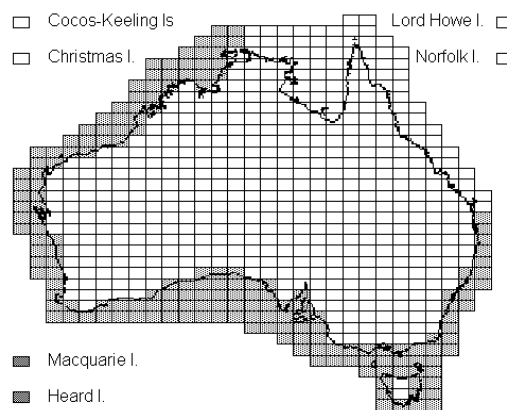 Cocos-Keeling Is
Lord Howe I.
Christmas I.
Norfolk I.
Macquarie I.
Heard I.